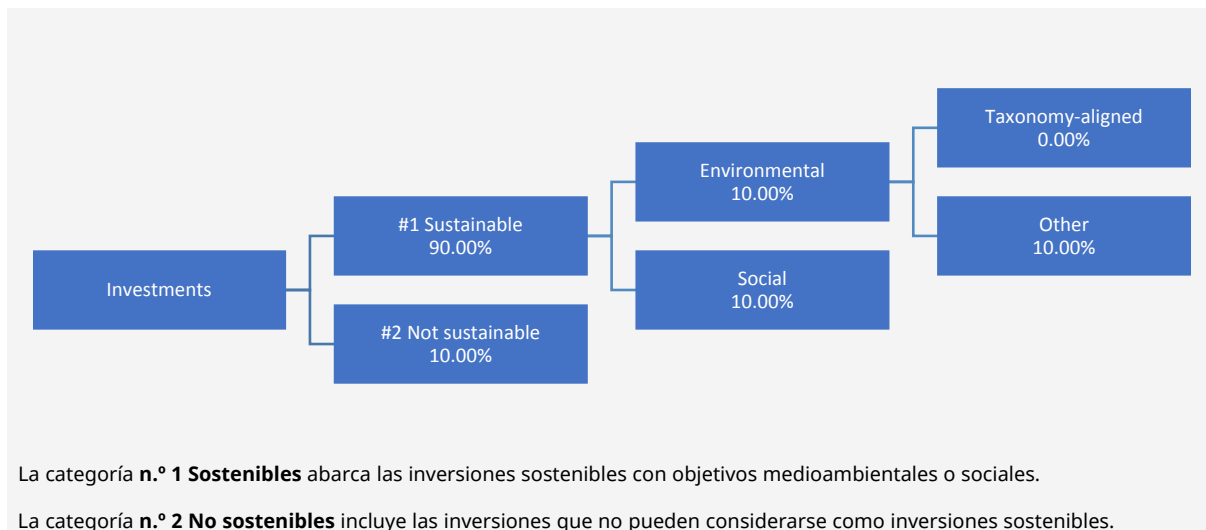 Taxonomy-aligned
0.00%
Environmental
10.00%
#1 Sustainable
90.00%
Other
10.00%
Investments
Social
10.00%
#2 Not sustainable
10.00%
La categoría n.º 1 Sostenibles abarca las inversiones sostenibles con objetivos medioambientales o sociales.
La categoría n.º 2 No sostenibles incluye las inversiones que no pueden considerarse como inversiones sostenibles.